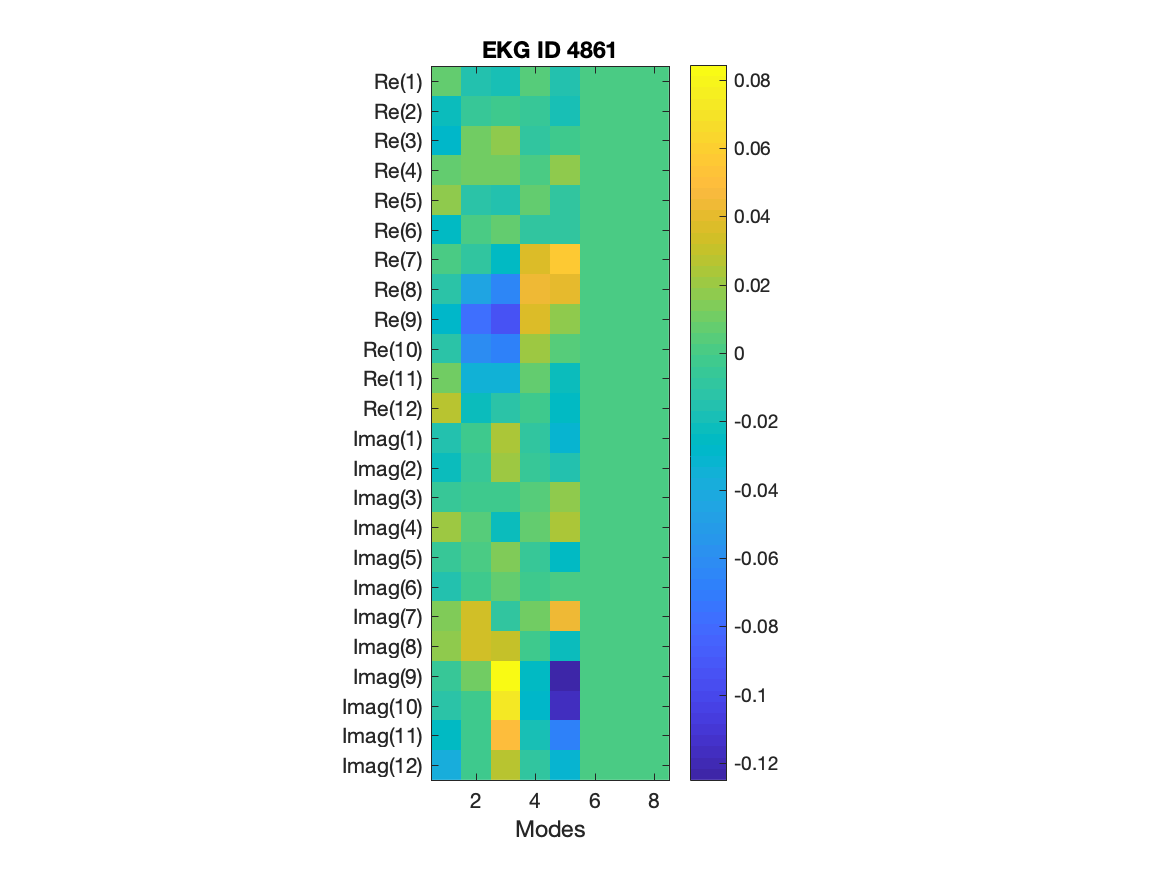 EKG ID 4861
Re(1)
Re(2)
Re(3)
Re(4)
Re(5)
Re(6)
Re(7)
Re(8)
Re(9)
Re(10)
Re(11)
Re(12)
Imag(1)
Imag(2)
Imag(3)
Imag(4)
Imag(5)
Imag(6)
Imag(7)
Imag(8)
Imag(9)
Imag(10)
Imag(11)
Imag(12)
2 4 6 8
Modes
0.08
0.06
0.04
0.02
0
-0.02
-0.04
-0.06
-0.08
-0.1
-0.12